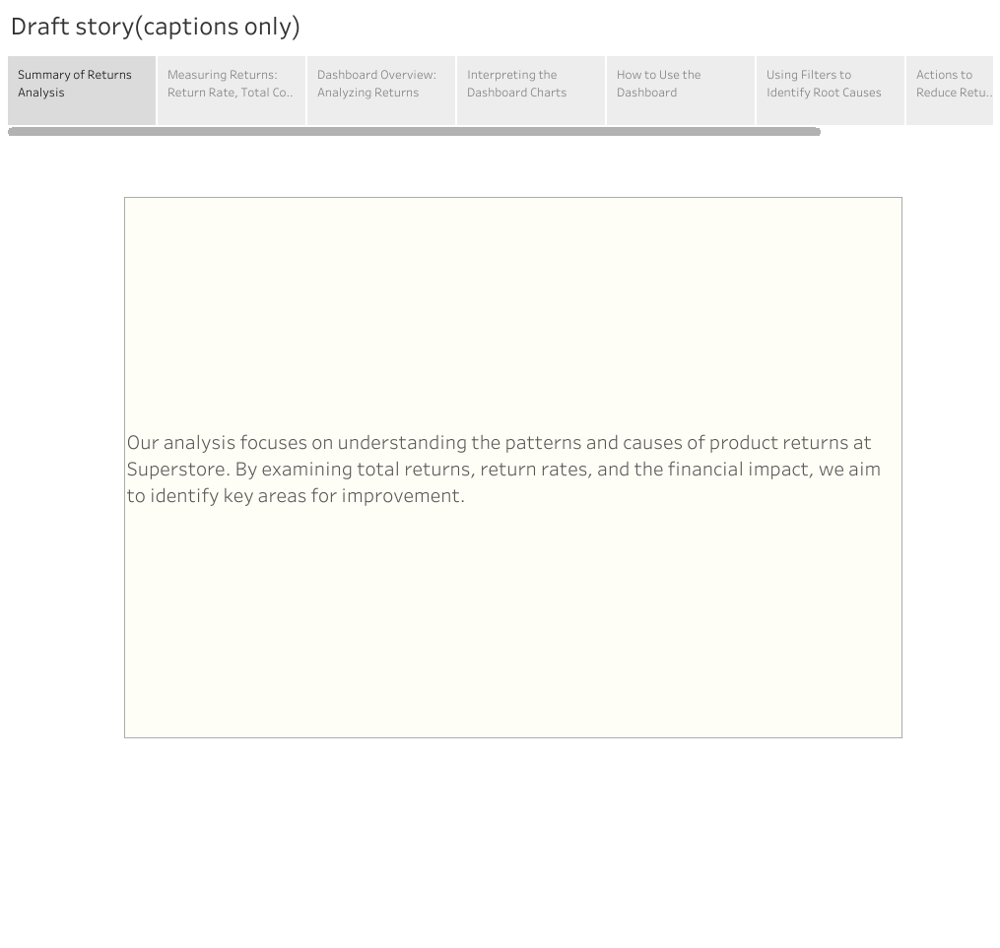 Draft story(captions only)
Summary of Returns
Analysis
Measuring Returns:
Return Rate, Total Co..
Dashboard Overview:
Analyzing Returns
Interpreting the
Dashboard Charts
How to Use the
Dashboard
Using Filters to
Identify Root Causes
Actions to
Reduce Retu..
Our analysis focuses on understanding the patterns and causes of product returns at
Superstore. By examining total returns, return rates, and the financial impact, we aim
to identify key areas for improvement.